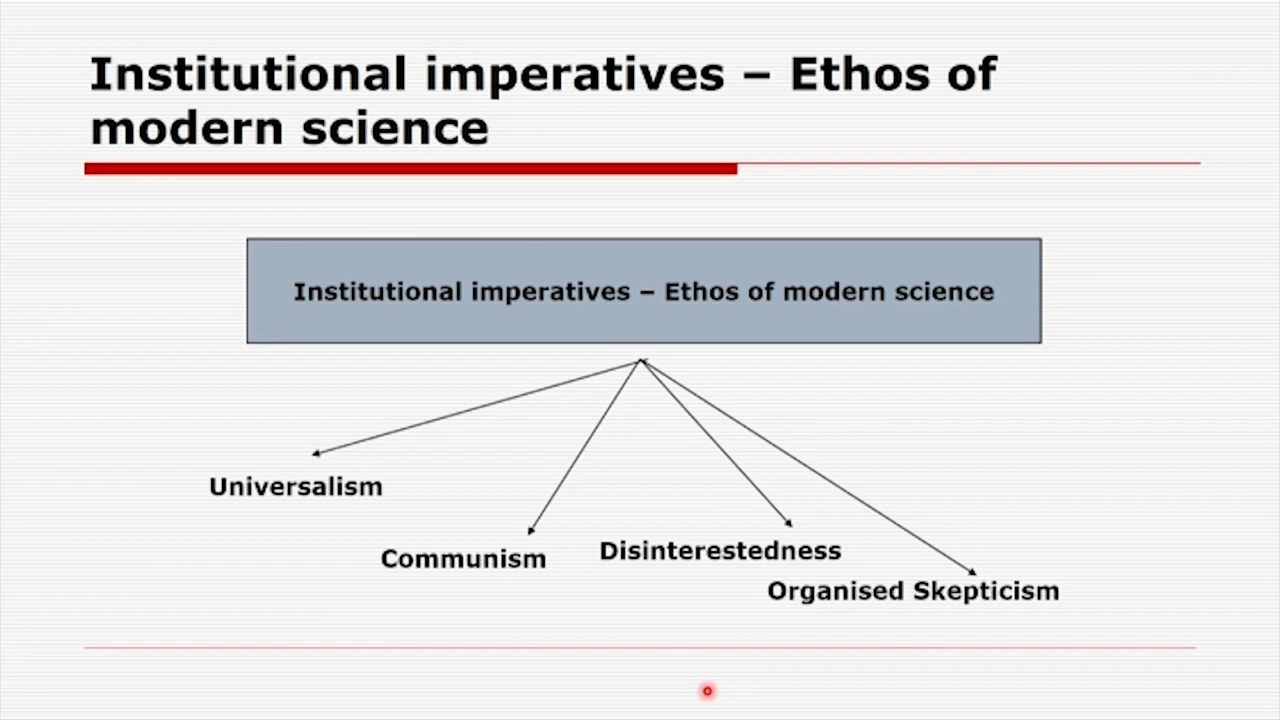 Institutional imperatives – Ethos of
modern science
Institutional imperatives – Ethos of modern science
Universalism
Communism
Disinterestedness
Organised Skepticism